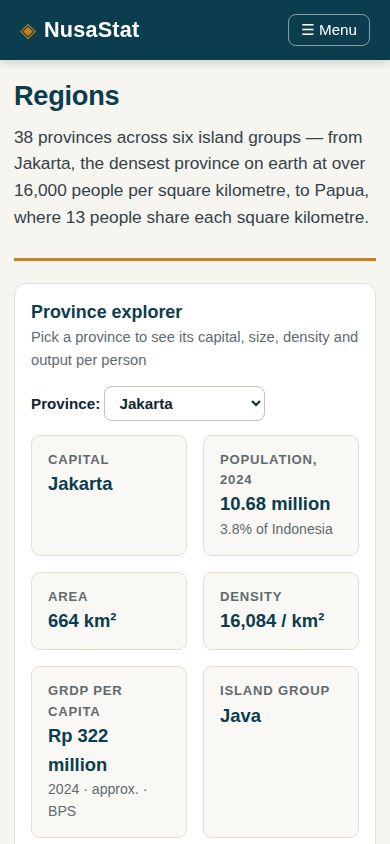 ◈ NusaStat
☰ Menu
Regions
38 provinces across six island groups — from
Jakarta, the densest province on earth at over
16,000 people per square kilometre, to Papua,
where 13 people share each square kilometre.
Province explorer
Pick a province to see its capital, size, density and
output per person
Province: Jakarta
CAPITAL
Jakarta
POPULATION,
2024
10.68 million
3.8% of Indonesia
AREA
664 km²
DENSITY
16,084 / km²
GRDP PER
CAPITA
Rp 322
million
2024 · approx. ·
BPS
ISLAND GROUP
Java